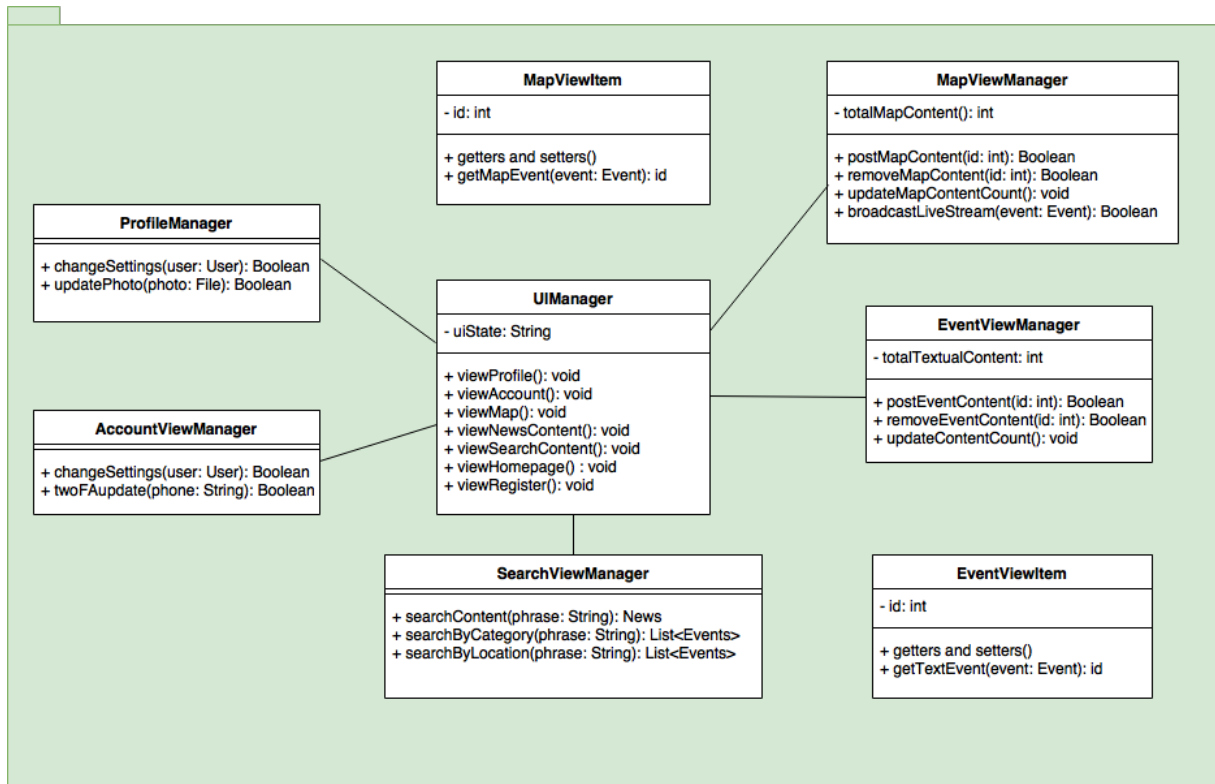 MapViewItem
- id: int
+ getters and setters()
+ getMapEvent(event: Event): id
MapViewManager
- totalMapContent(): int
+ postMapContent(id: int): Boolean
+ removeMapContent(id: int): Boolean
+ updateMapContentCount(): void
+ broadcastLiveStream(event: Event): Boolean
ProfileManager
+ changeSettings(user: User): Boolean
+ updatePhoto(photo: File): Boolean
UIManager
- uiState: String
+ viewProfile(): void
+ viewAccount(): void
+ viewMap(): void
+ viewNewsContent(): void
+ viewSearchContent(): void
+ viewHomepage() : void
+ viewRegister(): void
EventViewManager
- totalTextualContent: int
+ postEventContent(id: int): Boolean
+ removeEventContent(id: int): Boolean
+ updateContentCount(): void
AccountViewManager
+ changeSettings(user: User): Boolean
+ twoFAupdate(phone: String): Boolean
SearchViewManager
+ searchContent(phrase: String): News
+ searchByCategory(phrase: String): List<Events>
+ searchByLocation(phrase: String): List<Events>
EventViewItem
- id: int
+ getters and setters()
+ getTextEvent(event: Event): id